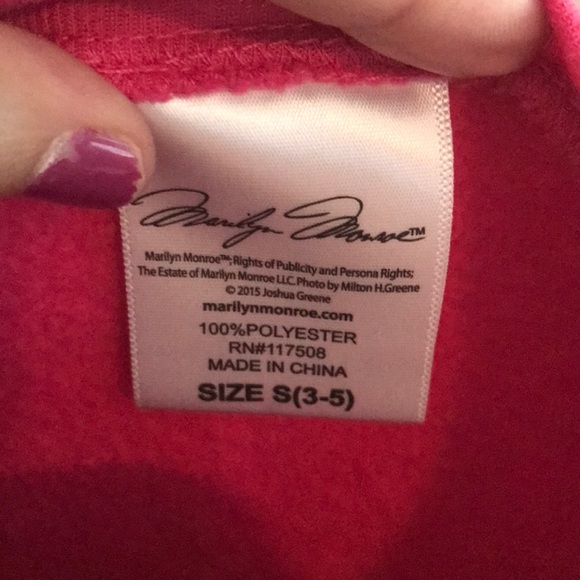 Marilyn Monroe™
Marilyn Monroe™; Rights of Publicity and Persona Rights;
The Estate of Marilyn Monroe LLC. Photo by Milton H.Greene
© 2015 Joshua Greene
marilynmonroe.com
100%POLYESTER
RN#117508
MADE IN CHINA
SIZE S(3-5)